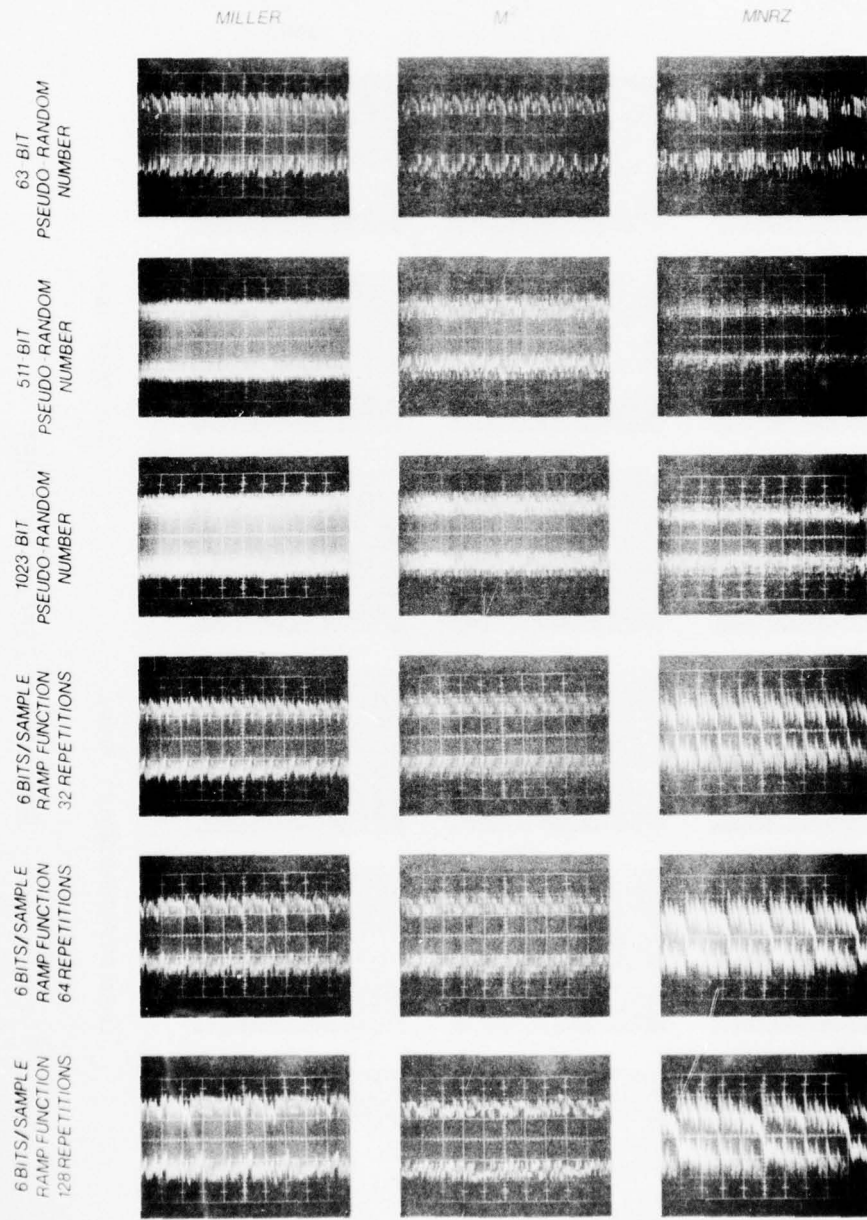 MILLER
M
MNRZ
63-BIT
PSEUDO-RANDOM
NUMBER
511-BIT
PSEUDO-RANDOM
NUMBER
1023-BIT
PSEUDO-RANDOM
NUMBER
6 BITS/SAMPLE
RAMP FUNCTION
32 REPETITIONS
6 BITS/SAMPLE
RAMP FUNCTION
64 REPETITIONS
6 BITS/SAMPLE
RAMP FUNCTION
128 REPETITIONS